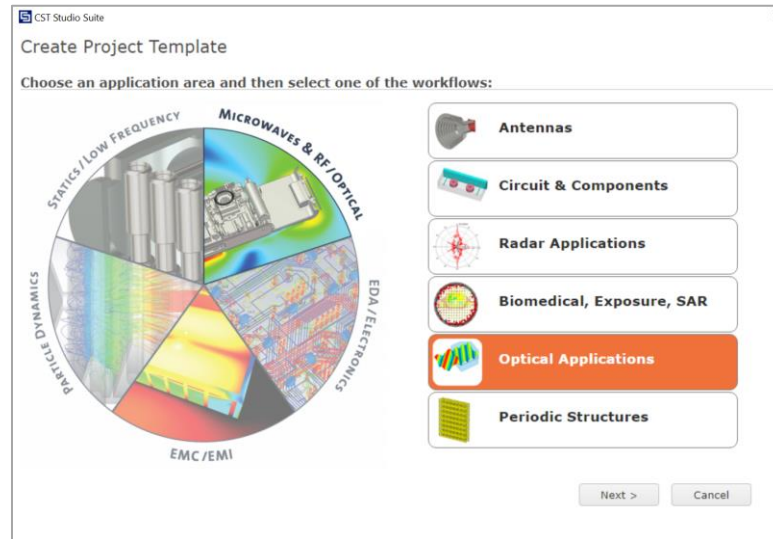 CST Studio Suite
Create Project Template
Choose an application area and then select one of the workflows:
STATICS/LOW FREQUENCY
MICROWAVES & RF/OPTICAL
EDA/ELECTRONICS
EMC/EMI
PARTICLE DYNAMICS
Antennas
Circuit & Components
Radar Applications
Biomedical, Exposure, SAR
Optical Applications
Periodic Structures
Next >
Cancel